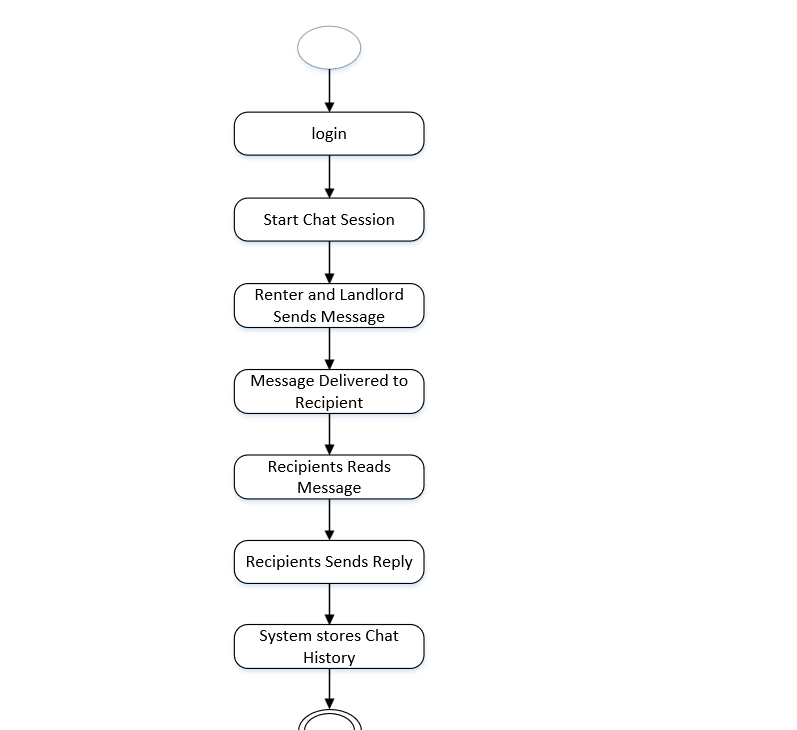 login
Start Chat Session
Renter and Landlord
Sends Message
Message Delivered to
Recipient
Recipients Reads
Message
Recipients Sends Reply
System stores Chat
History